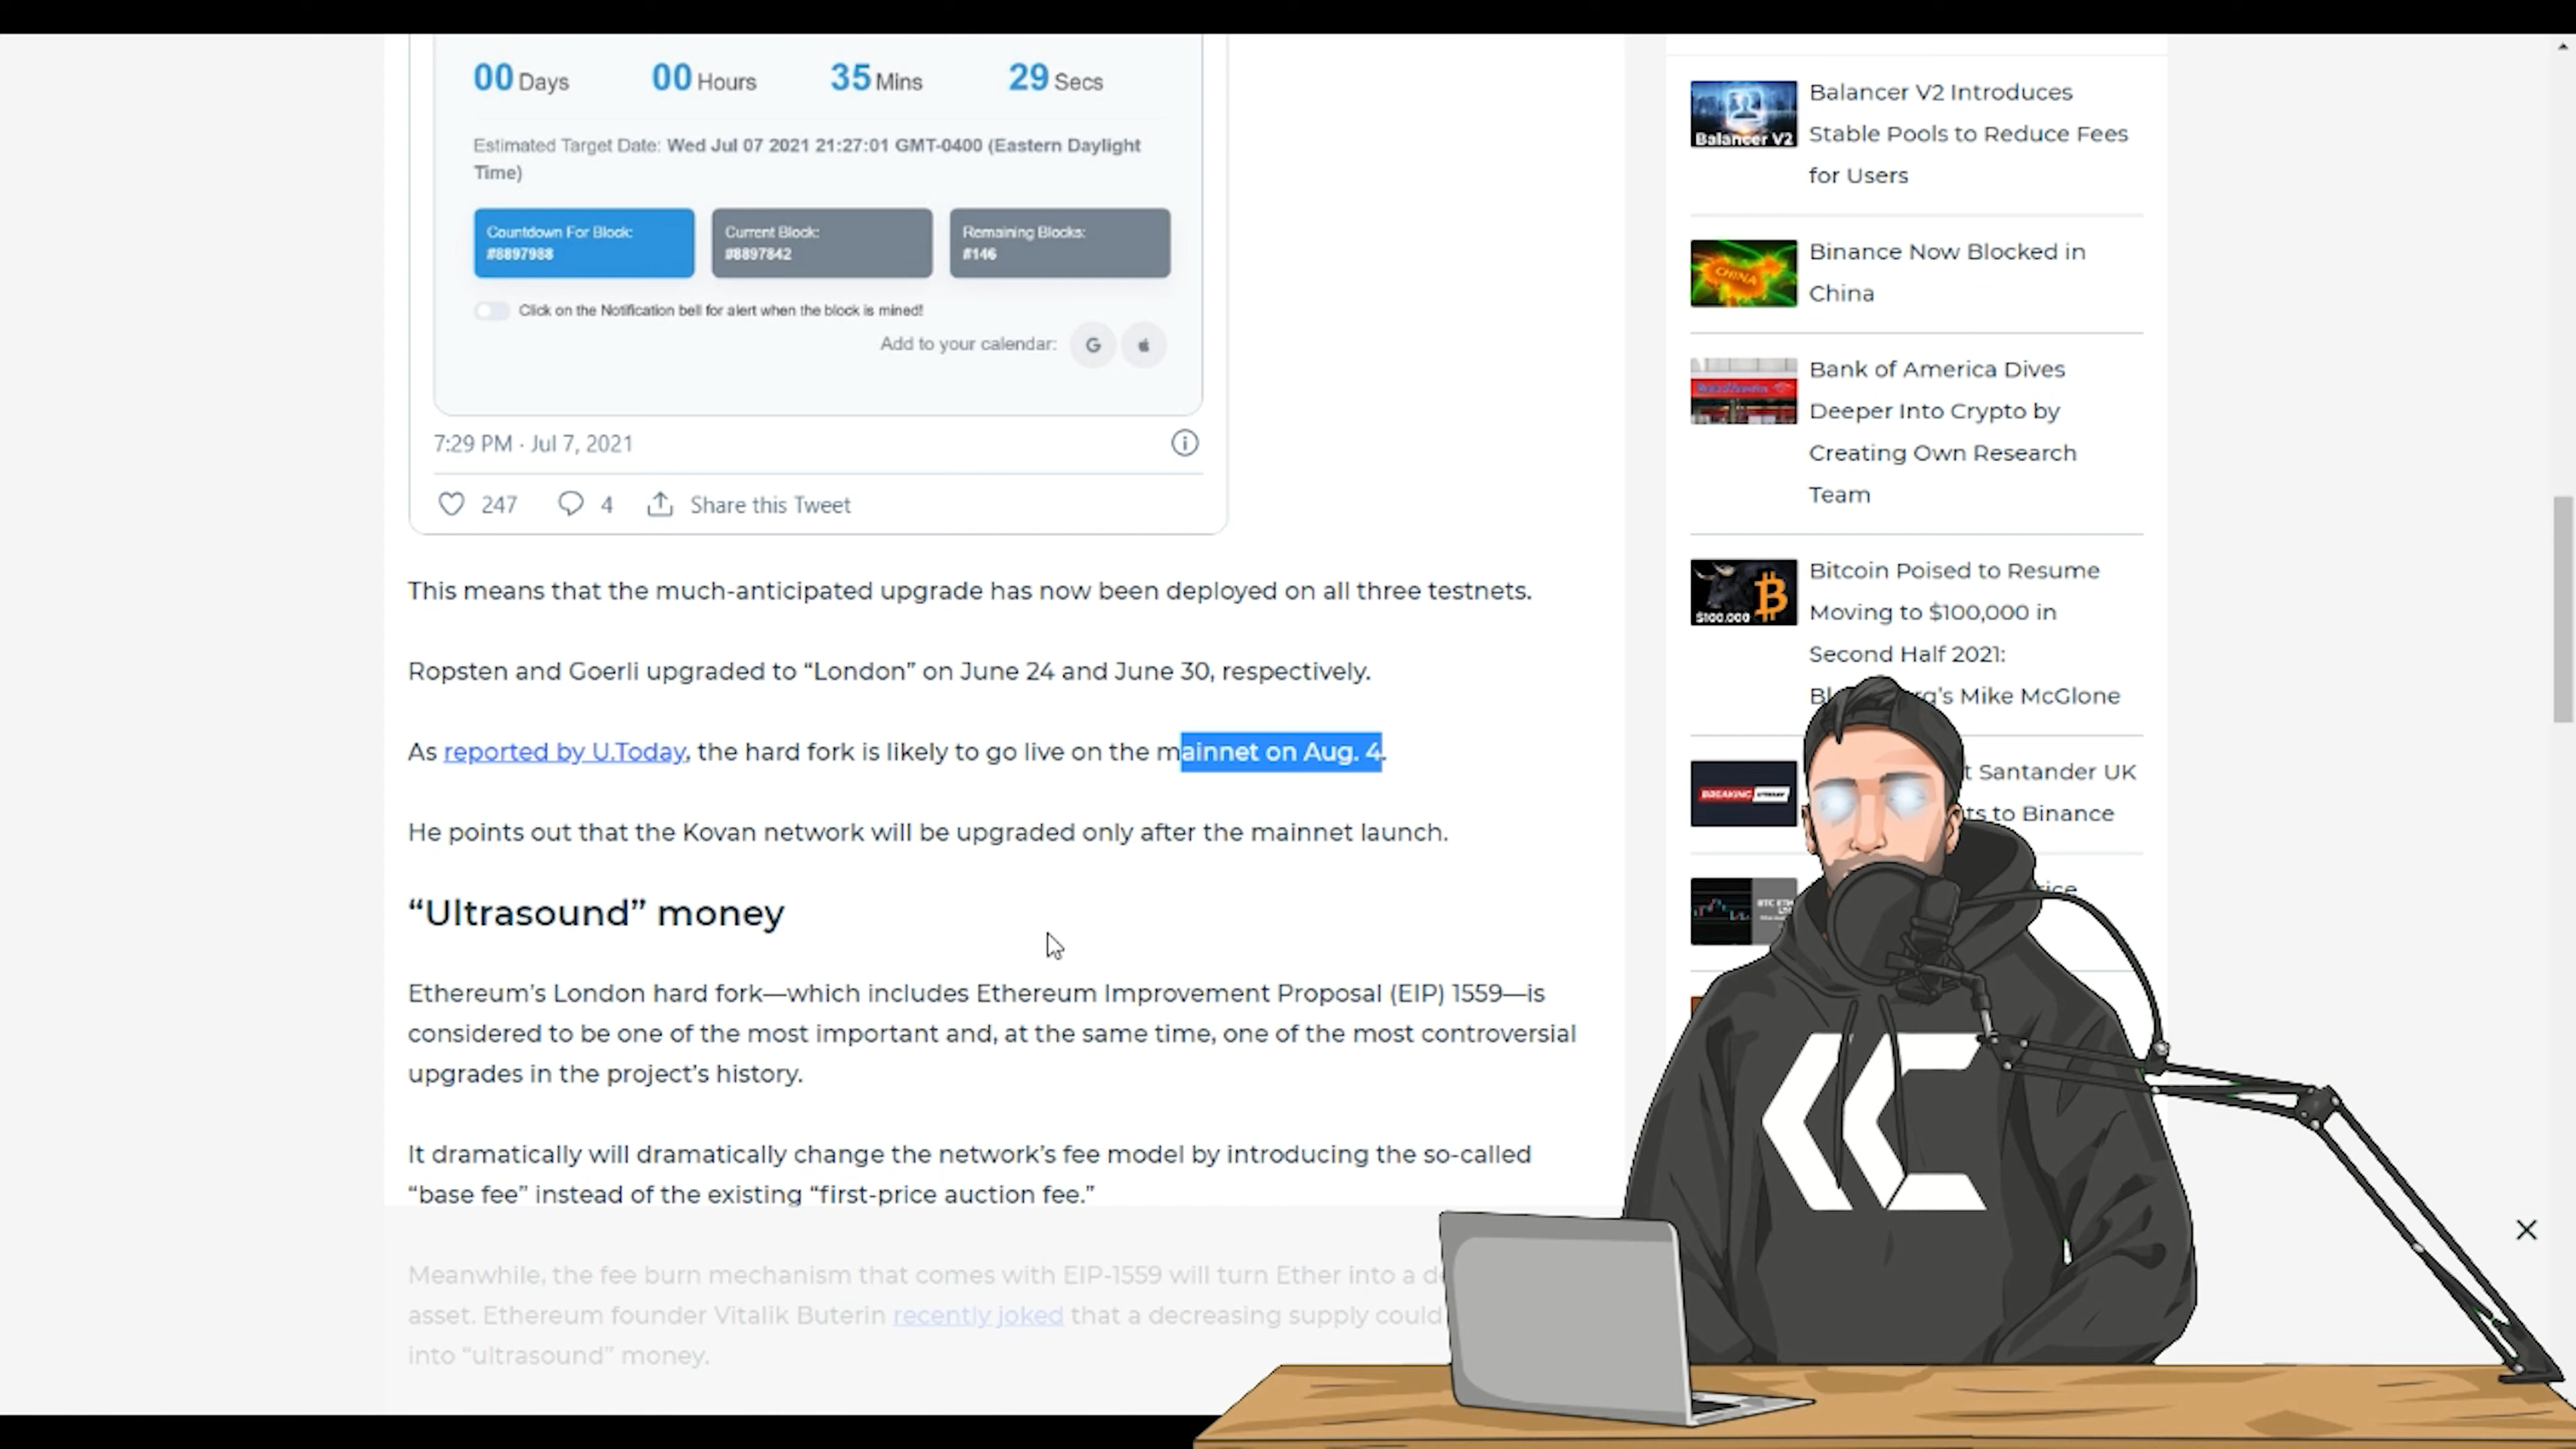 00 Days 00 Hours 35 Mins 29 Secs
Estimated Target Date: Wed Jul 07 2021 21:27:01 GMT-0400 (Eastern Daylight
Time)
Countdown For Block: Current Block: Remaining Blocks:
#8897988 #8897842 #146
Click on the Notification bell for alert when the block is mined!
Add to your calendar: G
7:29 PM · Jul 7, 2021
247 4 Share this Tweet
This means that the much-anticipated upgrade has now been deployed on all three testnets.
Ropsten and Goerli upgraded to “London” on June 24 and June 30, respectively.
As reported by U.Today, the hard fork is likely to go live on the mainnet on Aug. 4.
He points out that the Kovan network will be upgraded only after the mainnet launch.
“Ultrasound” money
Ethereum’s London hard fork—which includes Ethereum Improvement Proposal (EIP) 1559—is
considered to be one of the most important and, at the same time, one of the most controversial
upgrades in the project’s history.
It dramatically will dramatically change the network’s fee model by introducing the so-called
“base fee” instead of the existing “first-price auction fee.”
Meanwhile, the fee burn mechanism that comes with EIP-1559 will turn Ether into a
asset. Ethereum founder Vitalik Buterin recently joked that a decreasing supply could
into “ultrasound” money.
Balancer V2
Balancer V2 Introduces
Stable Pools to Reduce Fees
for Users
CHINA
Binance Now Blocked in
China
Bank of America Dives
Deeper Into Crypto by
Creating Own Research
Team
$100,000
Bitcoin Poised to Resume
Moving to $100,000 in
Second Half 2021:
Mike McGlone
BREAKING
Santander UK
to Binance